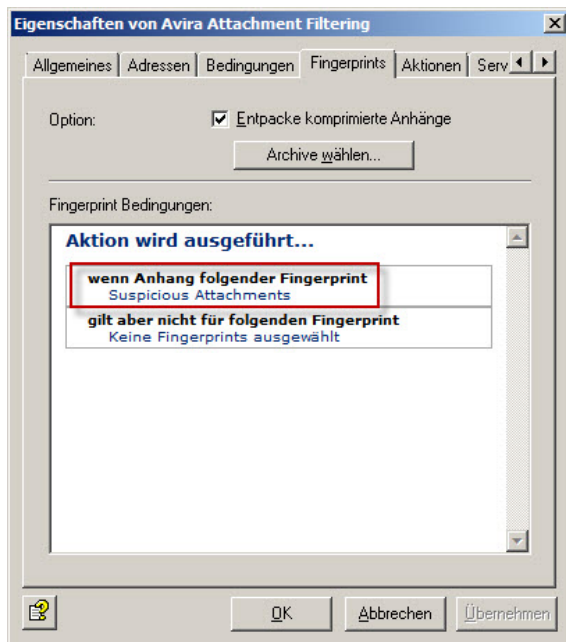 Eigenschaften von Avira Attachment Filtering
Allgemeines Adressen Bedingungen Fingerprints Aktionen Serv
Option: Entpacke komprimierte Anhänge
Archive wählen...
Fingerprint Bedingungen:
Aktion wird ausgeführt...
wenn Anhang folgender Fingerprint
Suspicious Attachments
gilt aber nicht für folgenden Fingerprint
Keine Fingerprints ausgewählt
OK Abbrechen Übernehmen